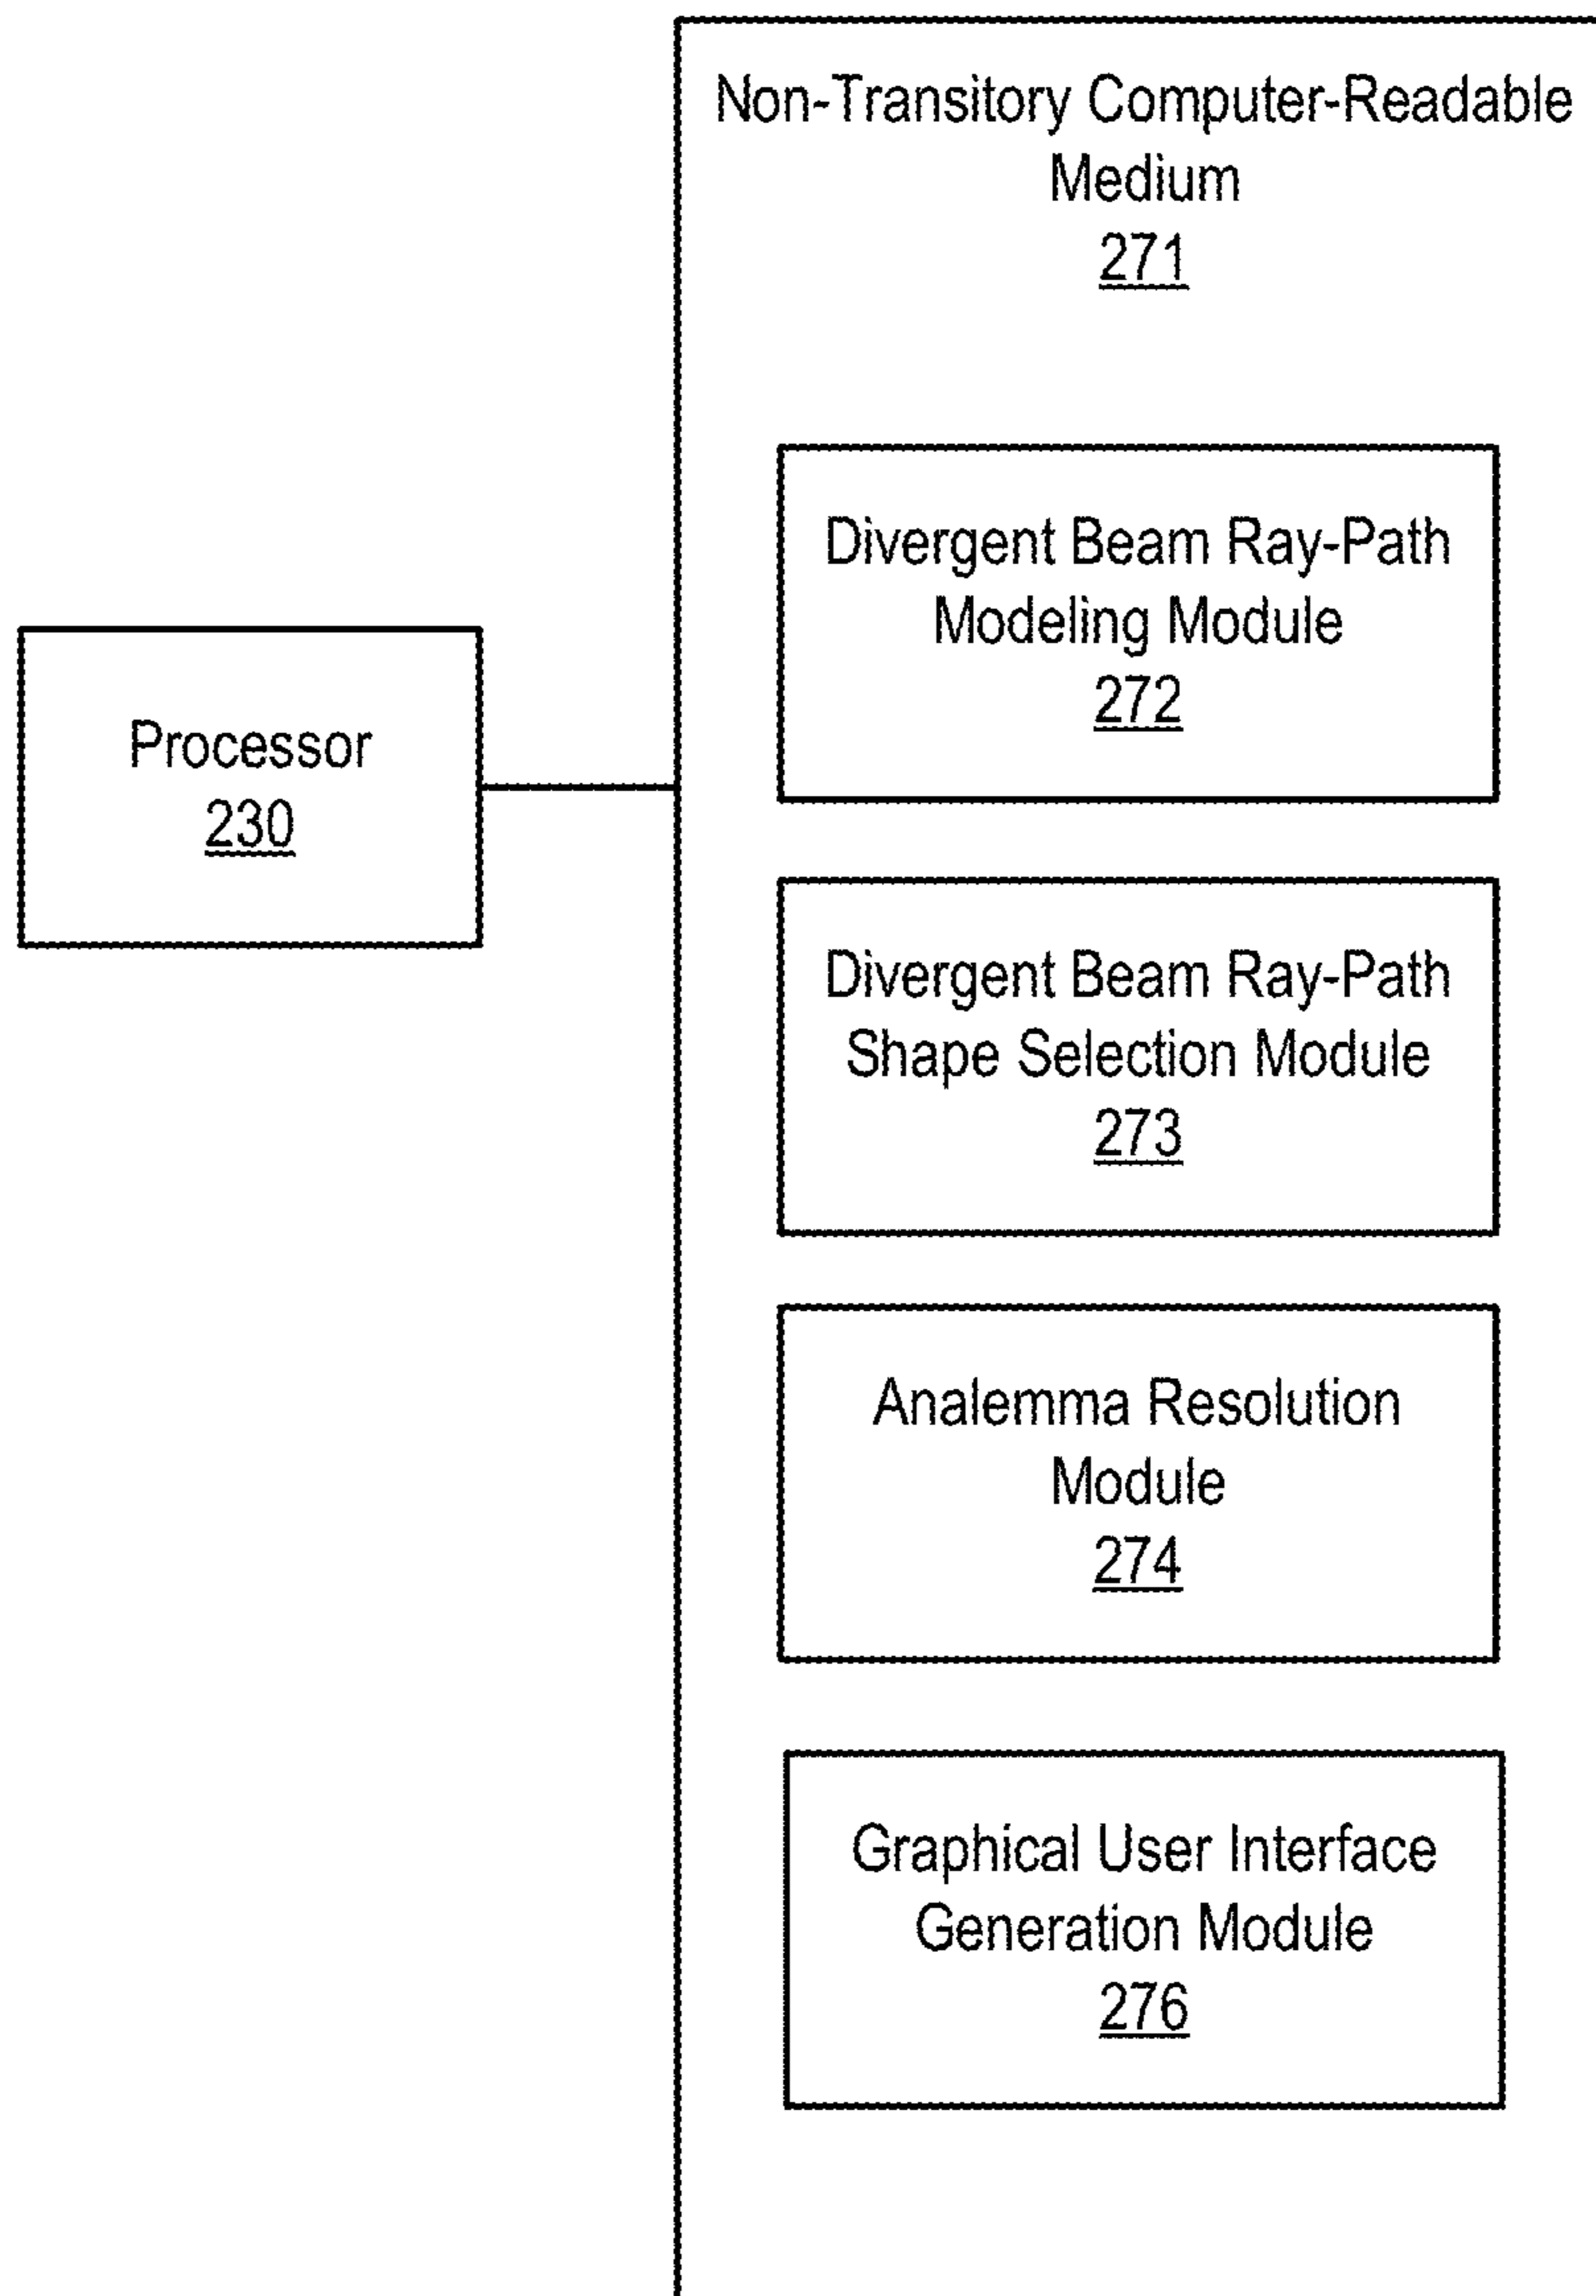 Non-Transitory Computer-Readable
Medium
271
Divergent Beam Ray-Path
Modeling Module
272
Processor
230
Divergent Beam Ray-Path
Shape Selection Module
273
Analemma Resolution
Module
274
Graphical User Interface
Generation Module
276